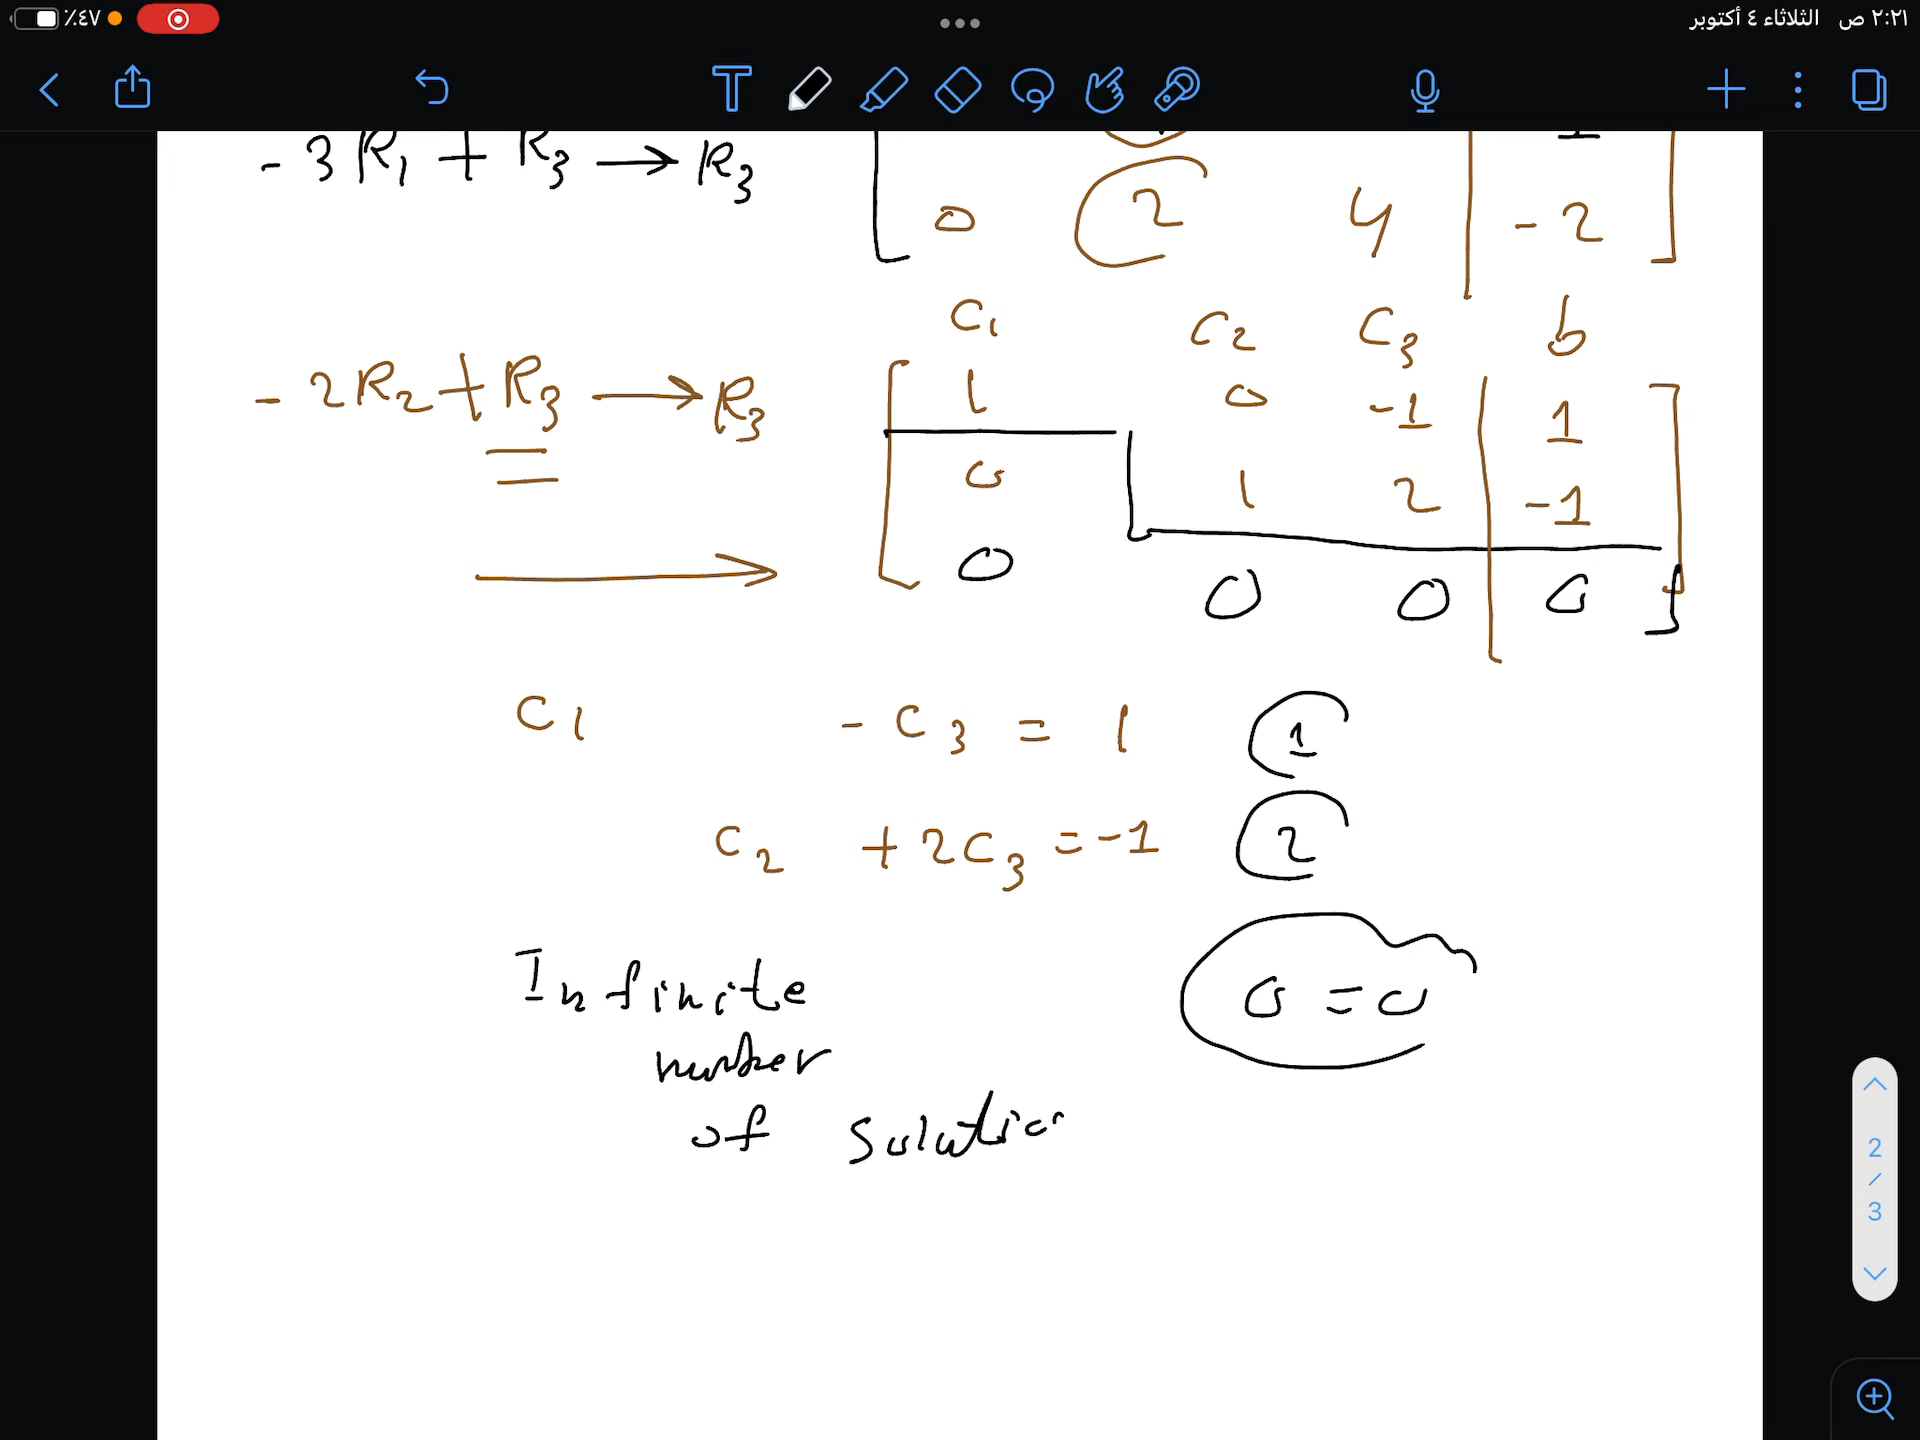 ٪٤٧ الثلاثاء ٤ أكتوبر ٢:٢١ ص
-3R₁ + R₃ → R₃
0 2 4 | -2
C₁ C₂ C₃ b
-2R₂ + R₃ → R₃
1 0 -1 | 1
0 1 2 | -1
0 0 0 | 0
C₁ - C₃ = 1 ①
C₂ + 2C₃ = -1 ②
Infinite
number
of solution
0 = 0
2
/
3